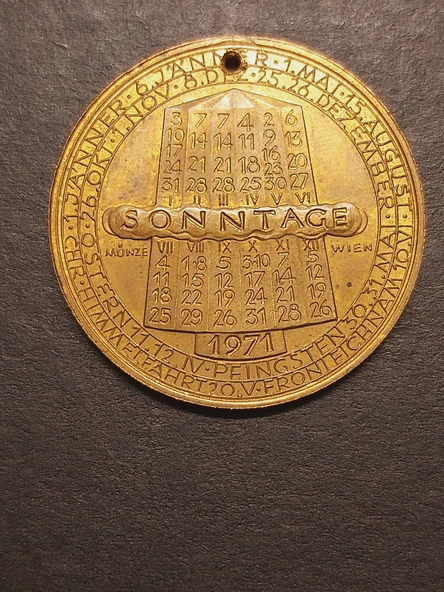 1.JÄNNER · 6.JÄNNER · 1.MAI · 15.AUGUST
26.OKT · 1.NOV · 8.DEZ · 25.26.DEZEMBER
3 7 7 4 2 6
10 14 14 11 9 13
17 16
24 21 21 18 23 20
31 28 28 25 30 27
I II III IV V VI
SONNTAGE
MÜNZE WIEN
VII VIII IX X XI XII
4 1·8 5 3·10 7 5
11 15 12 17 14 12
18 22 19 24 21 19
25 29 26 31 28 26
1971
OSTERN 11.12.IV · PFINGSTEN 30.31.MAI
CHR · HIMMELFAHRT 20.V · FRONLEICHNAM 10.VI